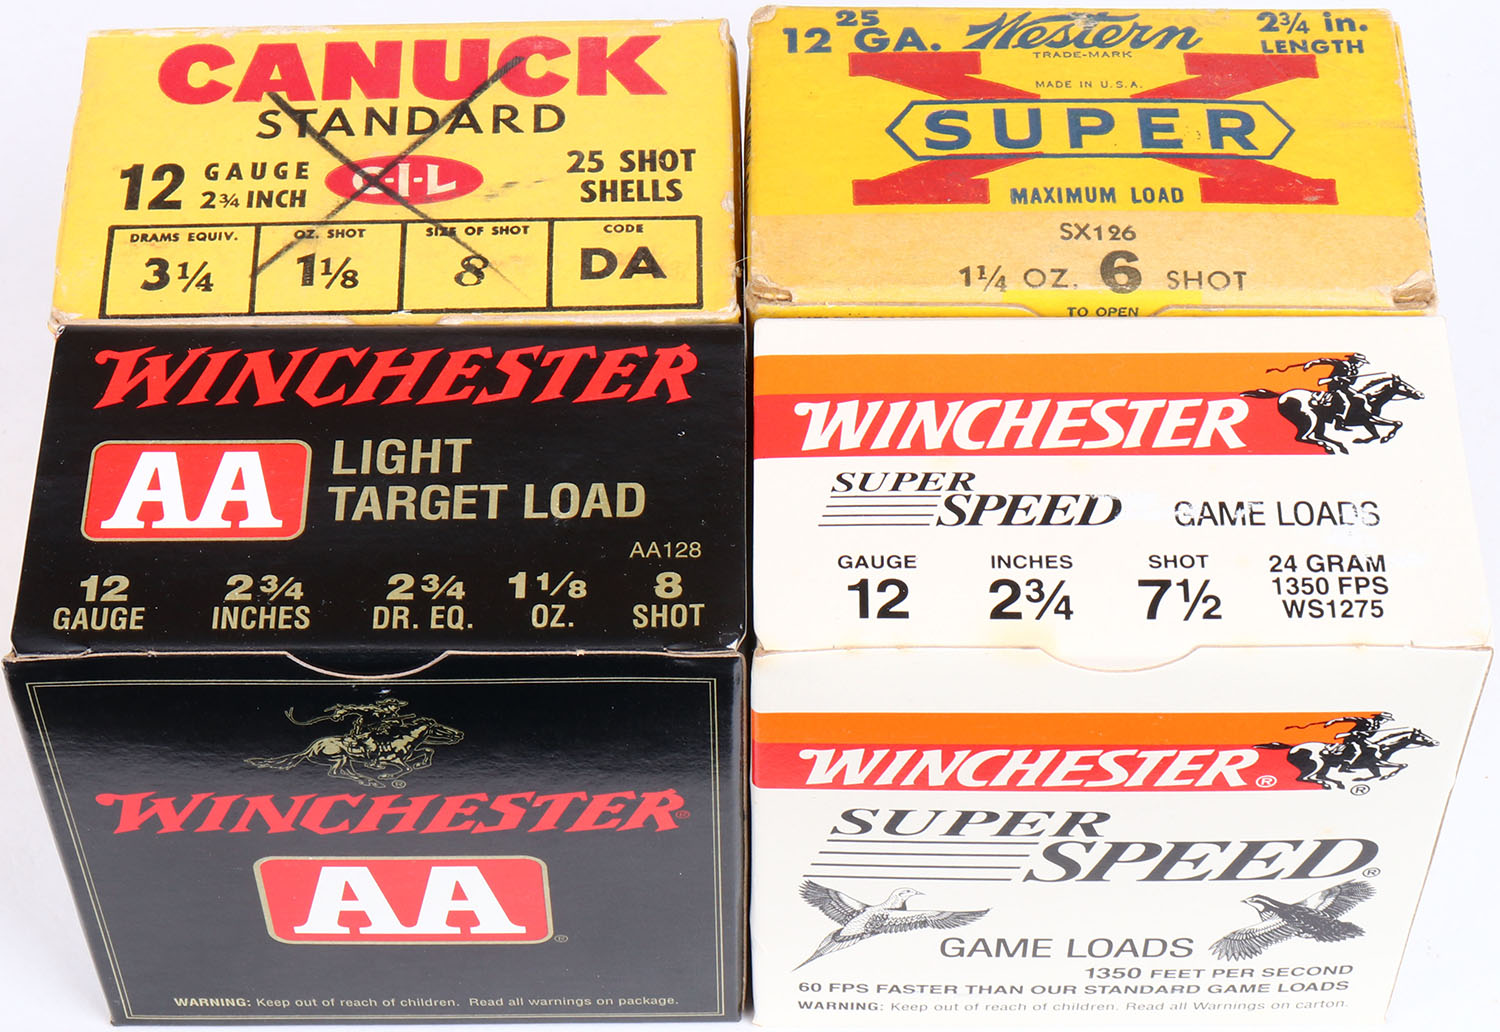 CANUCK
STANDARD
12 GAUGE
2¾ INCH
C-I-L
25 SHOT
SHELLS
DRAMS EQUIV.
3¼
OZ. SHOT
1⅛
SIZE OF SHOT
8
CODE
DA
25
12 GA.
Western
TRADE-MARK
2¾ in.
LENGTH
MADE IN U.S.A.
X
SUPER
MAXIMUM LOAD
SX126
1¼ OZ. 6 SHOT
TO OPEN
WINCHESTER
AA
LIGHT
TARGET LOAD
AA128
12
GAUGE
2¾
INCHES
2¾
DR. EQ.
1⅛
OZ.
8
SHOT
WINCHESTER®
AA®
WARNING: Keep out of reach of children. Read all warnings on package.
WINCHESTER
SUPER
SPEED
GAME LOADS
GAUGE
12
INCHES
2¾
SHOT
7½
24 GRAM
1350 FPS
WS1275
WINCHESTER®
®
SUPER
SPEED®
GAME LOADS
1350 FEET PER SECOND
60 FPS FASTER THAN OUR STANDARD GAME LOADS
WARNING: Keep out of reach of children. Read all Warnings on carton.